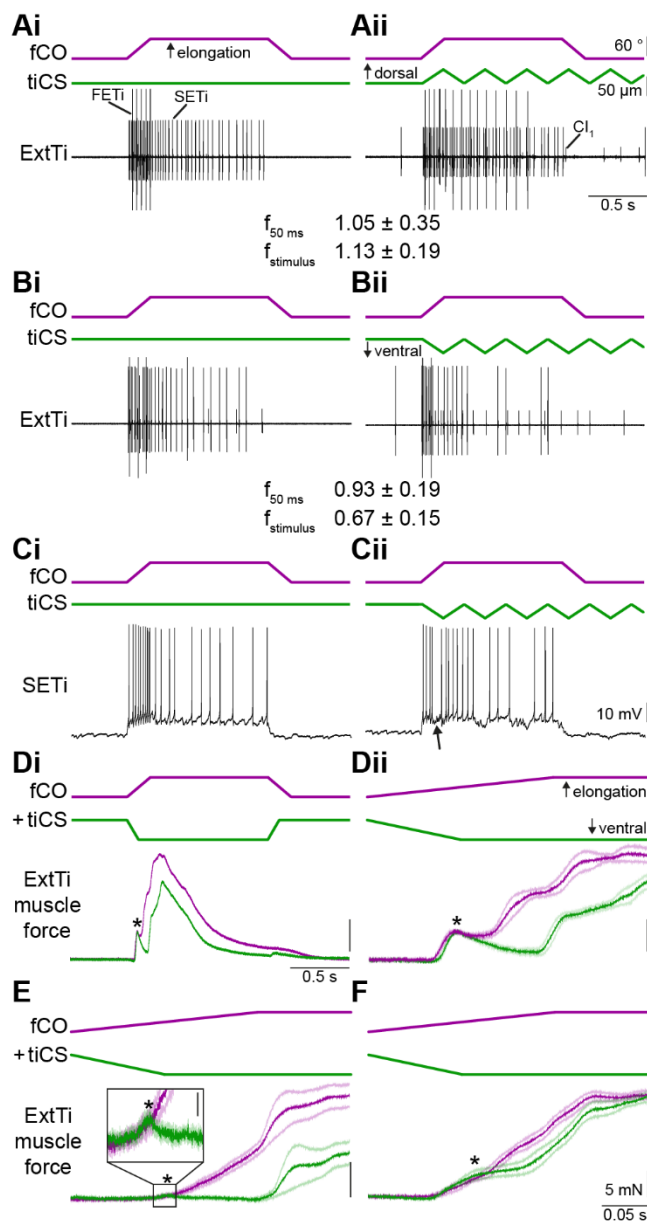 Ai Aii
fCO ↑ elongation 60 °
tiCS ↑ dorsal 50 µm
FETi SETi
ExtTi CI₁
0.5 s
f50 ms 1.05 ± 0.35
fstimulus 1.13 ± 0.19
Bi Bii
fCO
tiCS ↓ ventral
ExtTi
f50 ms 0.93 ± 0.19
fstimulus 0.67 ± 0.15
Ci Cii
fCO
tiCS
SETi
10 mV
Di Dii
fCO ↑ elongation
+ tiCS ↓ ventral
ExtTi
muscle
force
* *
0.5 s
E F
fCO
+ tiCS
ExtTi
muscle
force
* * *
5 mN
0.05 s